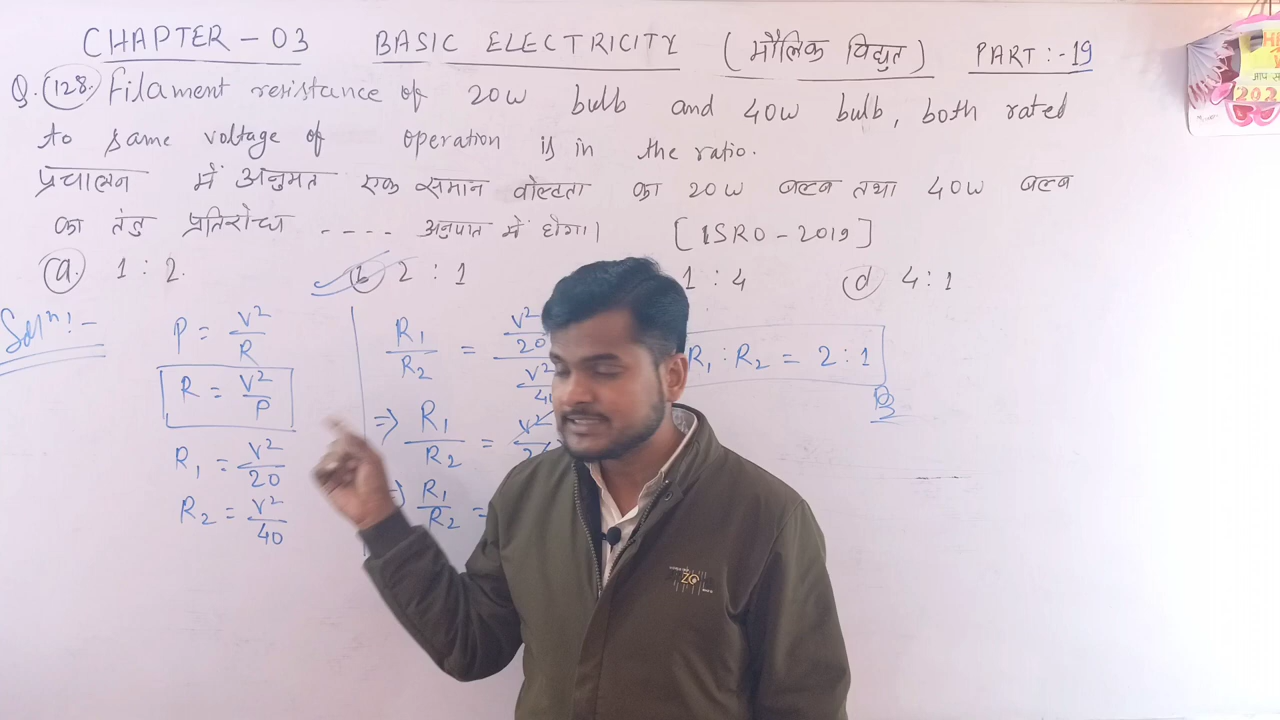 CHAPTER - 03 BASIC ELECTRICITY (मौलिक विद्युत) PART :- 19
Q. 128. Filament resistance of 20W bulb and 40W bulb, both rated
to same voltage of operation is in the ratio.
प्रचालन में अनुमत एक समान वोल्टता का 20W बल्ब तथा 40W बल्ब
का तंतु प्रतिरोध ---- अनुपात में होगा। [ISRO - 2019]
a. 1 : 2. b 2 : 1 1 : 4 d 4 : 1
Solⁿ :-
P = V²/R
R = V²/P
R₁ = V²/20
R₂ = V²/40
R₁/R₂ = V²/20 / V²/40
⇒ R₁/R₂ = V²
⇒ R₁/R₂ =
R₁ : R₂ = 2 : 1
ZQ